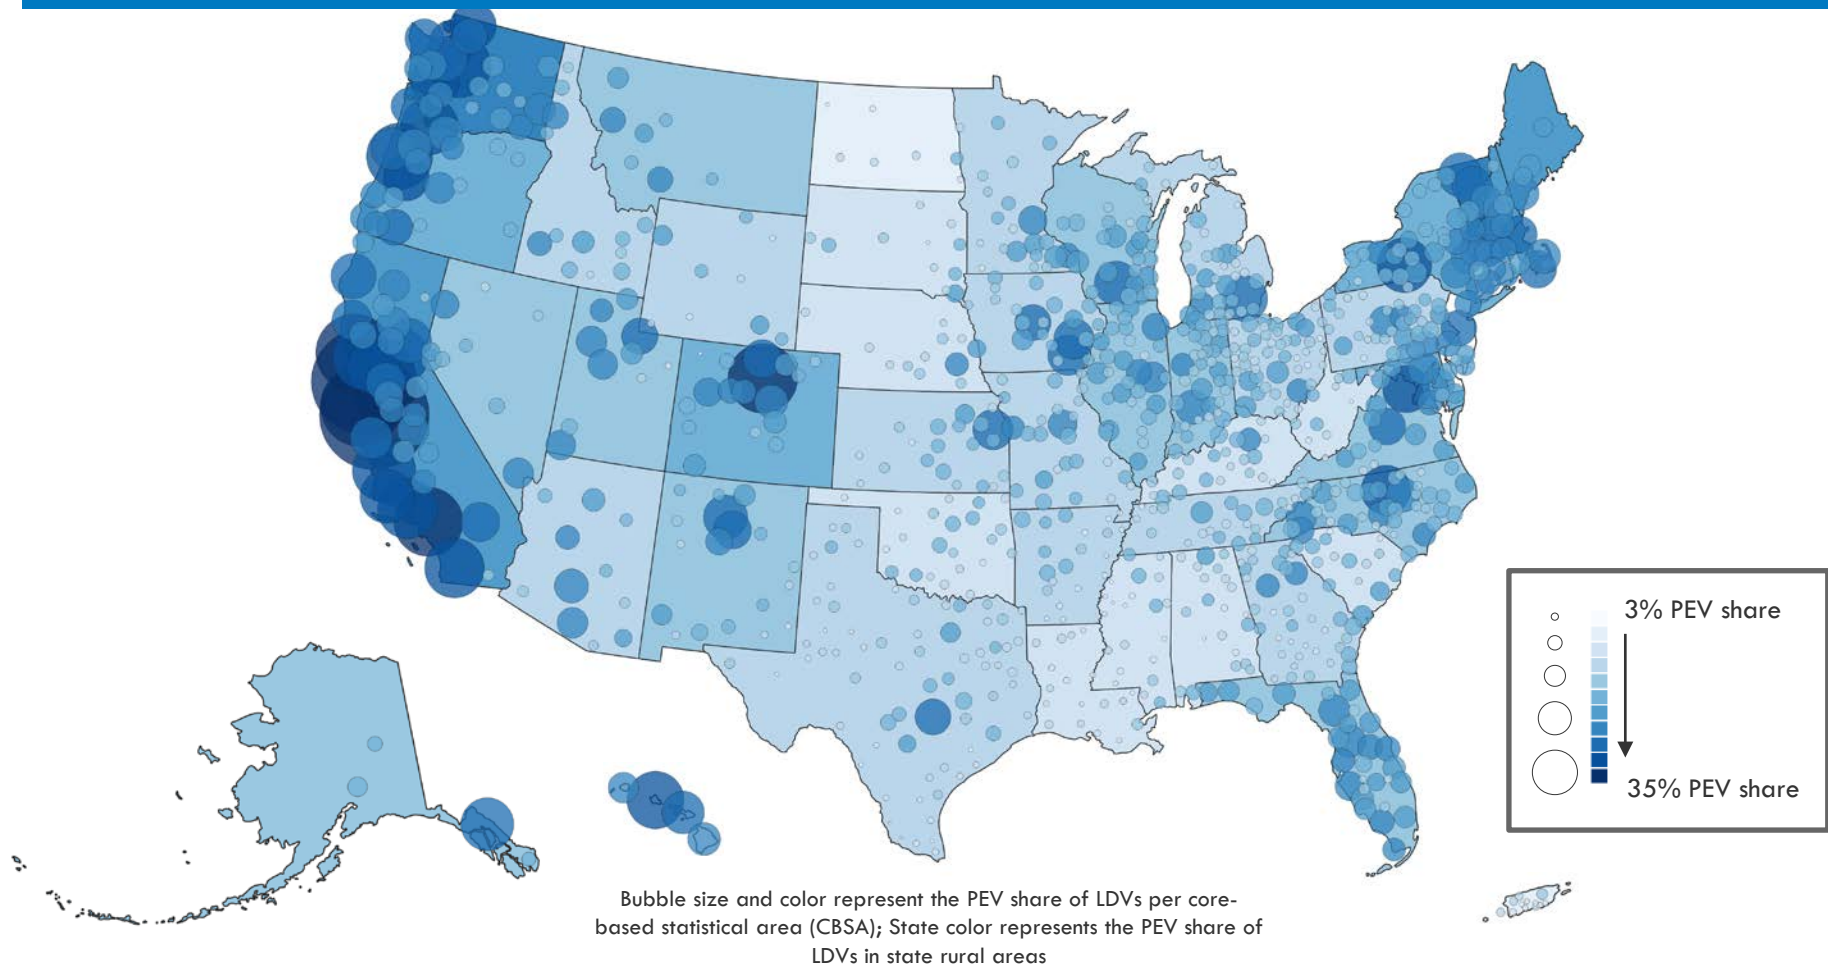 3% PEV share
35% PEV share
Bubble size and color represent the PEV share of LDVs per core-
based statistical area (CBSA); State color represents the PEV share of
LDVs in state rural areas